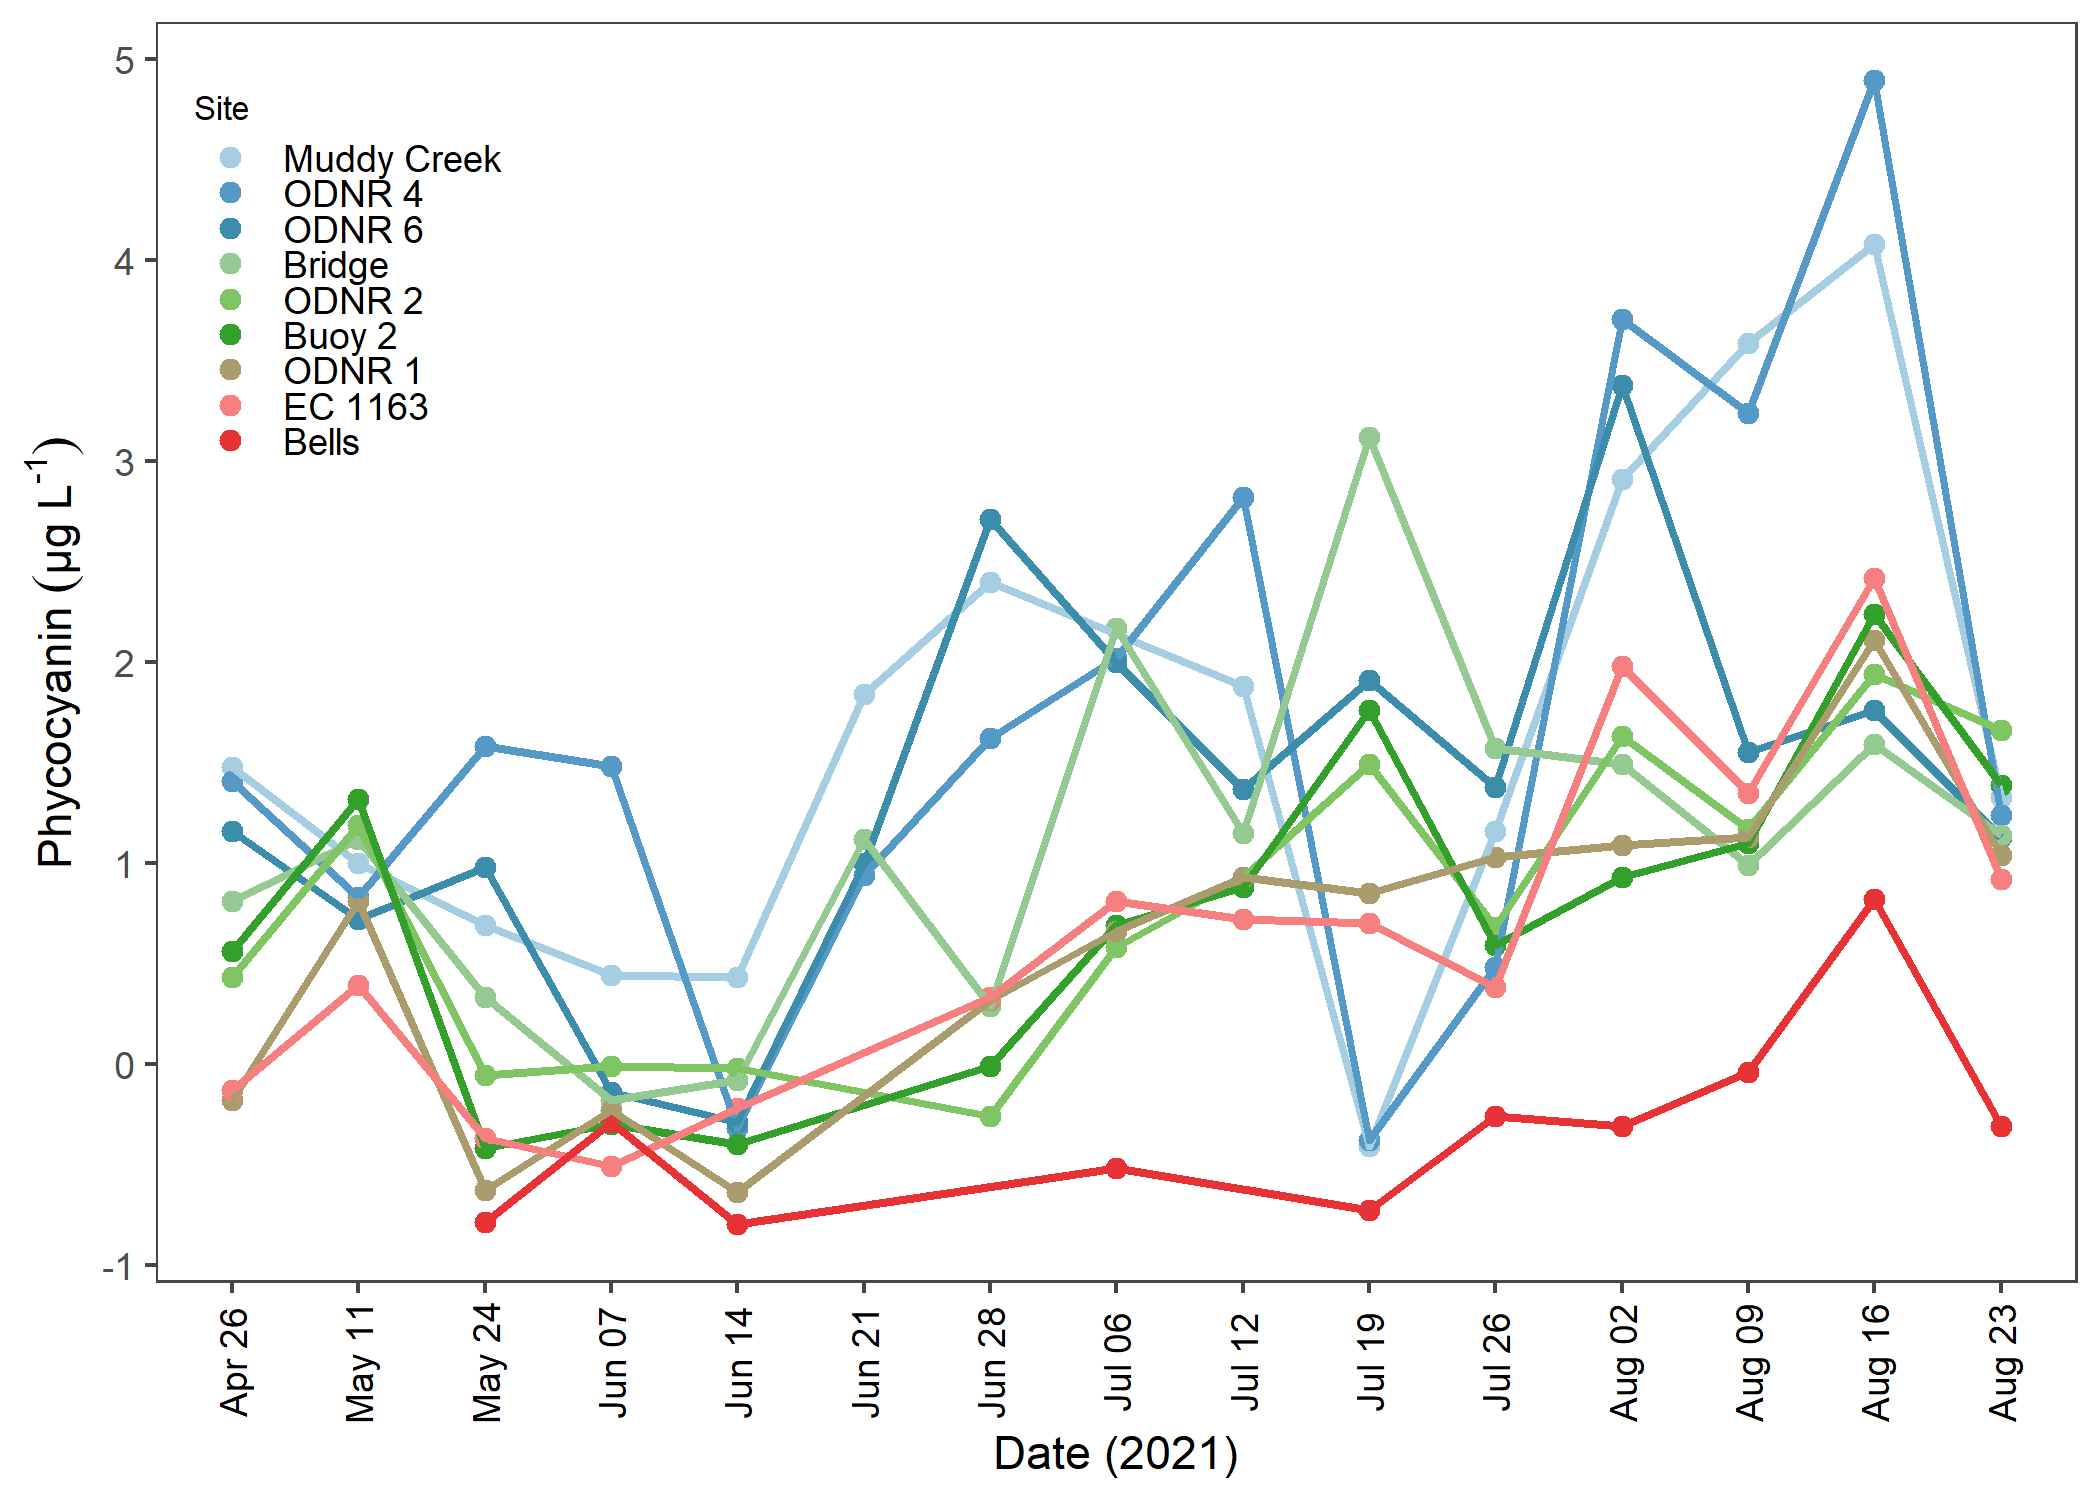 5
4
3
2
1
0
-1
Phycocyanin (µg L-1)
Site
Muddy Creek
ODNR 4
ODNR 6
Bridge
ODNR 2
Buoy 2
ODNR 1
EC 1163
Bells
Apr 26
May 11
May 24
Jun 07
Jun 14
Jun 21
Jun 28
Jul 06
Jul 12
Jul 19
Jul 26
Aug 02
Aug 09
Aug 16
Aug 23
Date (2021)